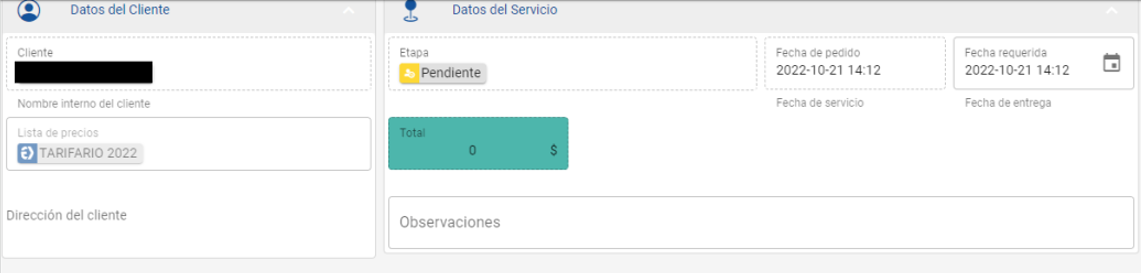 Datos del Cliente
Cliente
Nombre interno del cliente
Lista de precios
TARIFARIO 2022
Dirección del cliente
Datos del Servicio
Etapa
Pendiente
Fecha de pedido
2022-10-21 14:12
Fecha de servicio
Fecha requerida
2022-10-21 14:12
Fecha de entrega
Total
0 $
Observaciones